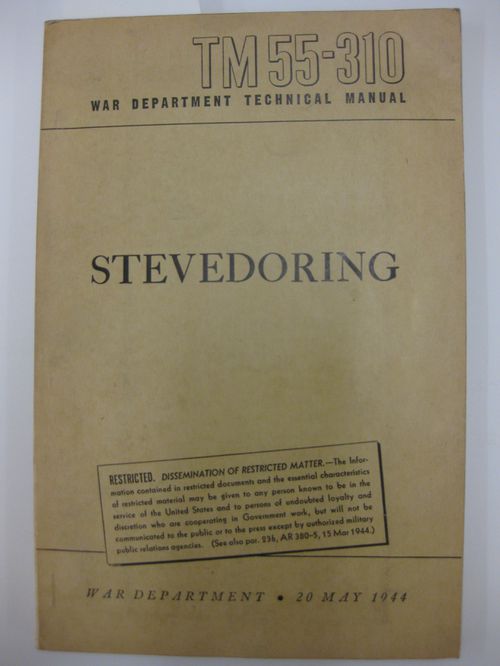 TM 55-310
WAR DEPARTMENT TECHNICAL MANUAL
STEVEDORING
RESTRICTED. DISSEMINATION OF RESTRICTED MATTER.—The infor-
mation contained in restricted documents and the essential characteristics
of restricted material may be given to any person known to be in the
service of the United States and to persons of undoubted loyalty and
discretion who are cooperating in Government work, but will not be
communicated to the public or to the press except by authorized military
public relations agencies. (See also par. 23b, AR 380-5, 15 Mar 1944.)
WAR DEPARTMENT • 20 MAY 1944